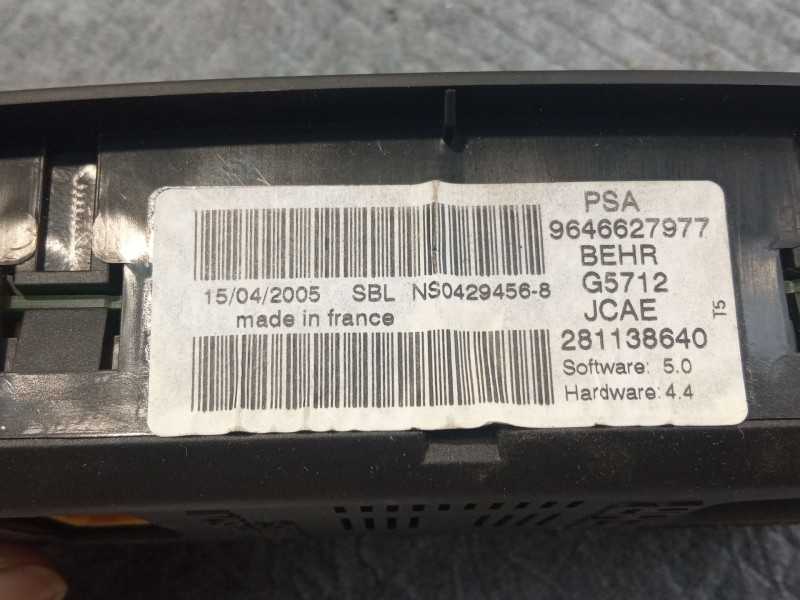 PSA
9646627977
BEHR
G5712
JCAE
281138640
Software: 5.0
Hardware: 4.4
T5
15/04/2005 SBL NS0429456-8
made in france